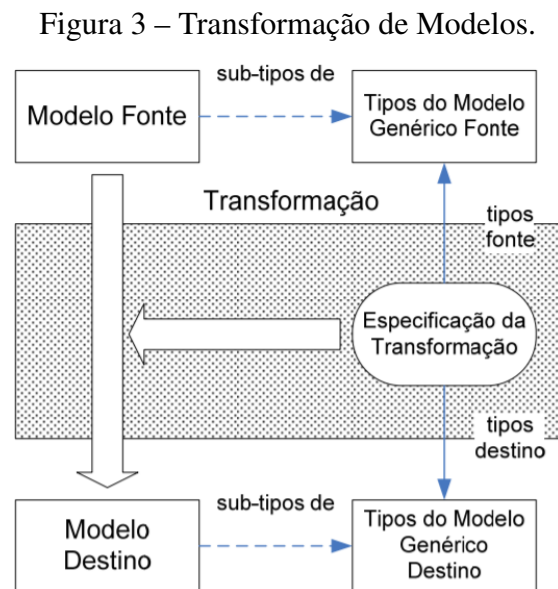 Figura 3 – Transformação de Modelos.
sub-tipos de
Modelo Fonte
Tipos do Modelo
Genérico Fonte
Transformação
tipos
fonte
Especificação da
Transformação
tipos
destino
sub-tipos de
Modelo
Destino
Tipos do Modelo
Genérico
Destino